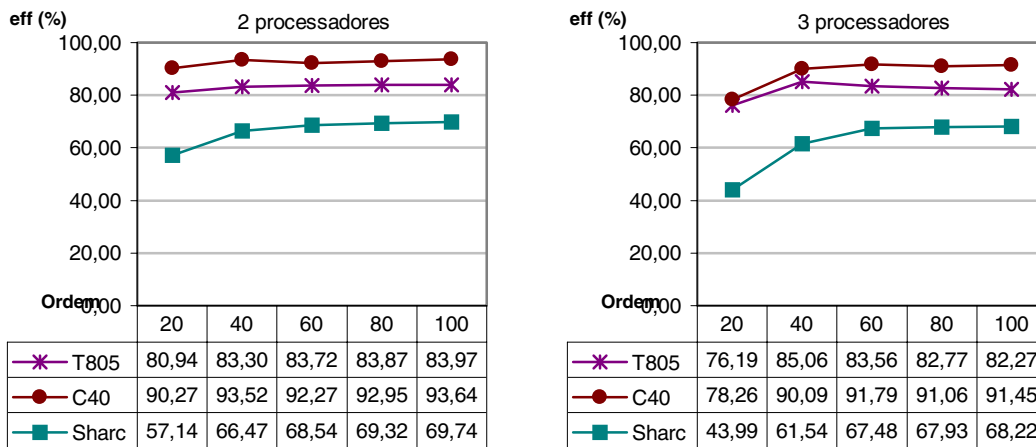 eff (%)
2 processadores
100,00
80,00
60,00
40,00
20,00
0,00
Ordem
20 40 60 80 100
T805 80,94 83,30 83,72 83,87 83,97
C40 90,27 93,52 92,27 92,95 93,64
Sharc 57,14 66,47 68,54 69,32 69,74
eff (%)
3 processadores
100,00
80,00
60,00
40,00
20,00
0,00
Ordem
20 40 60 80 100
T805 76,19 85,06 83,56 82,77 82,27
C40 78,26 90,09 91,79 91,06 91,45
Sharc 43,99 61,54 67,48 67,93 68,22